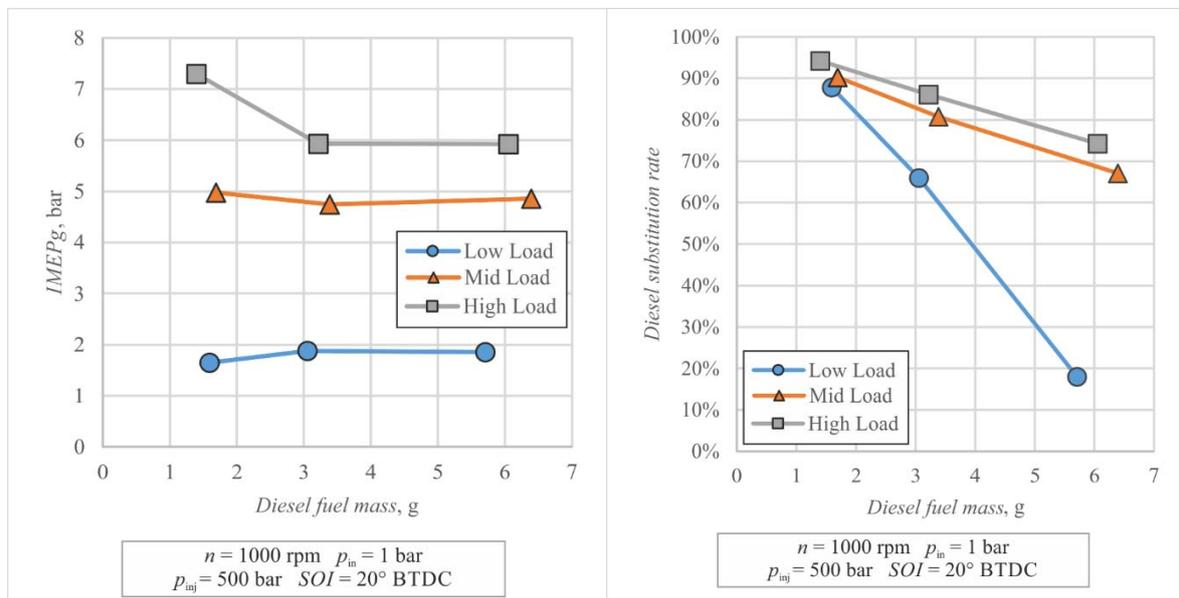 8
7
6
5
4
3
2
1
0
IMEPg, bar
0 1 2 3 4 5 6 7
Diesel fuel mass, g
Low Load
Mid Load
High Load
n = 1000 rpm pin = 1 bar
pinj = 500 bar SOI = 20° BTDC
100%
90%
80%
70%
60%
50%
40%
30%
20%
10%
0%
Diesel substitution rate
0 1 2 3 4 5 6 7
Diesel fuel mass, g
Low Load
Mid Load
High Load
n = 1000 rpm pin = 1 bar
pinj = 500 bar SOI = 20° BTDC